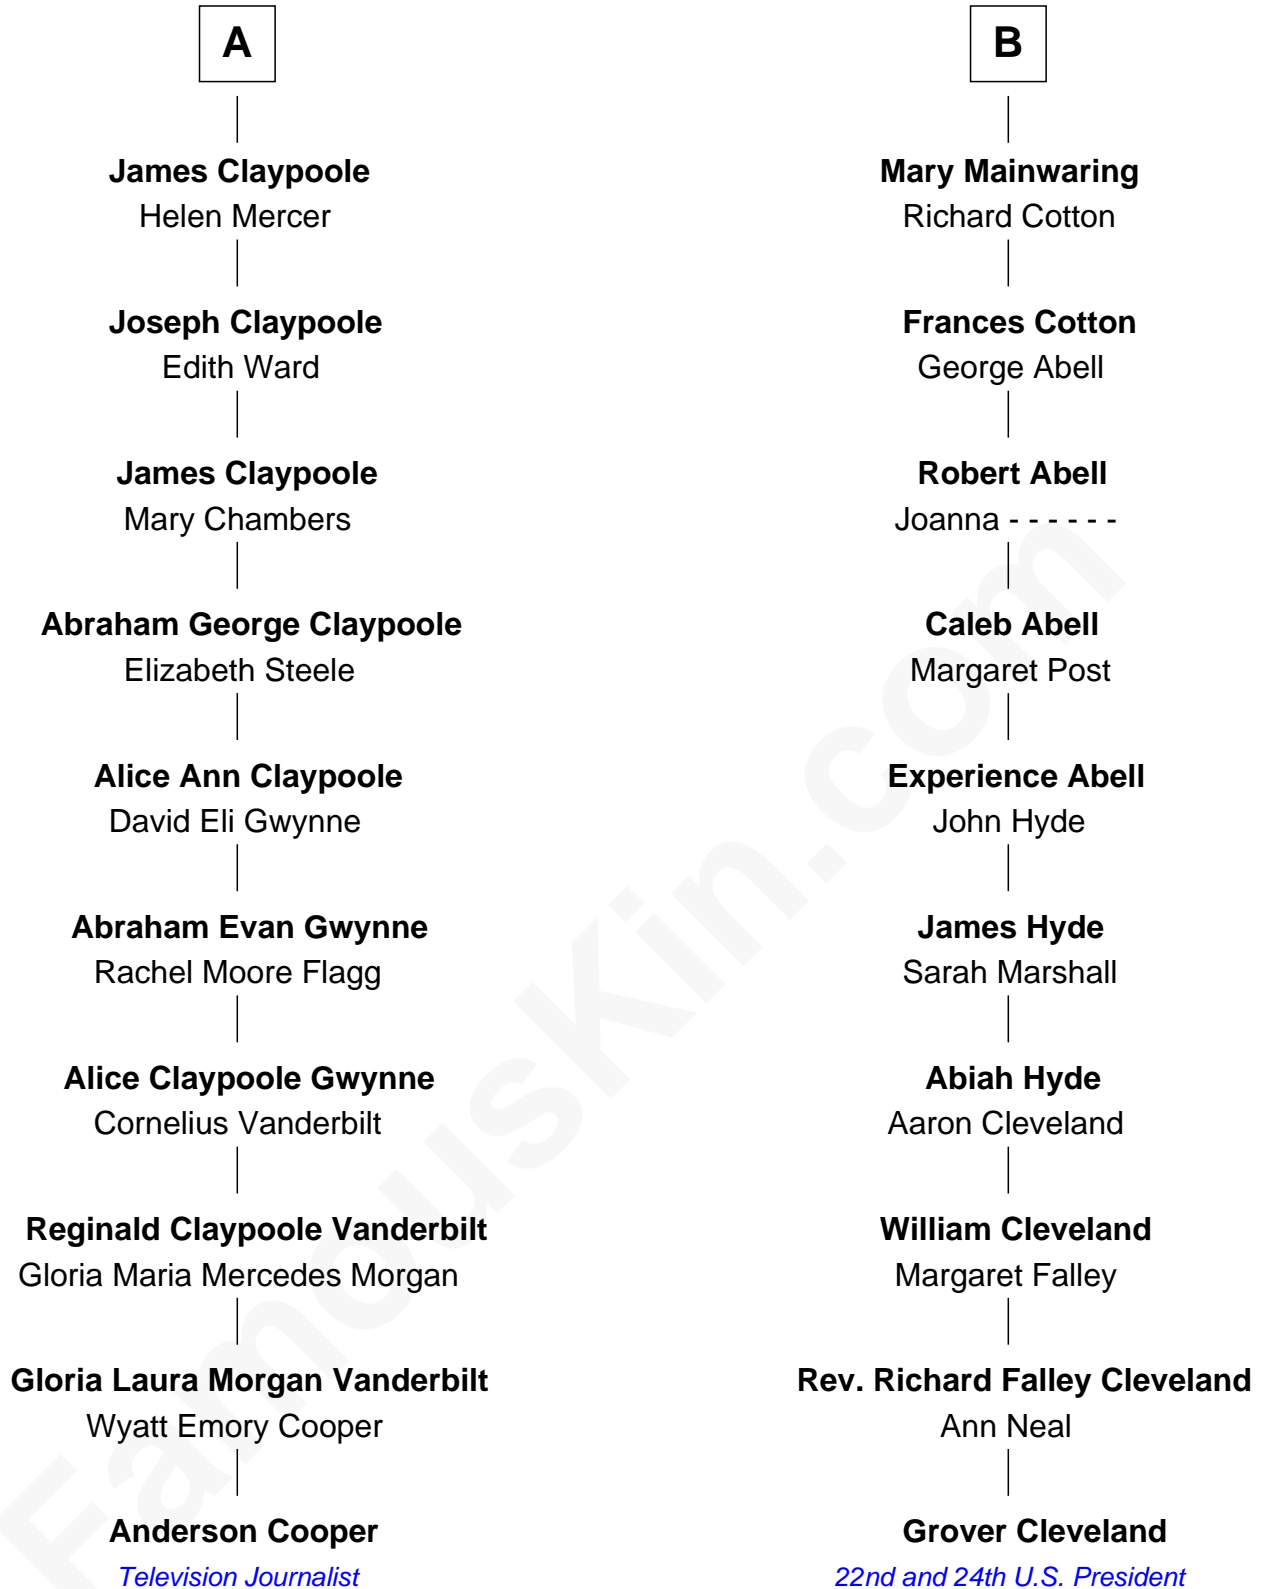 A
James Claypoole
Helen Mercer
Joseph Claypoole
Edith Ward
James Claypoole
Mary Chambers
Abraham George Claypoole
Elizabeth Steele
Alice Ann Claypoole
David Eli Gwynne
Abraham Evan Gwynne
Rachel Moore Flagg
Alice Claypoole Gwynne
Cornelius Vanderbilt
Reginald Claypoole Vanderbilt
Gloria Maria Mercedes Morgan
Gloria Laura Morgan Vanderbilt
Wyatt Emory Cooper
Anderson Cooper
Television Journalist
B
Mary Mainwaring
Richard Cotton
Frances Cotton
George Abell
Robert Abell
Joanna - - - - - -
Caleb Abell
Margaret Post
Experience Abell
John Hyde
James Hyde
Sarah Marshall
Abiah Hyde
Aaron Cleveland
William Cleveland
Margaret Falley
Rev. Richard Falley Cleveland
Ann Neal
Grover Cleveland
22nd and 24th U.S. President
FamousKin.com